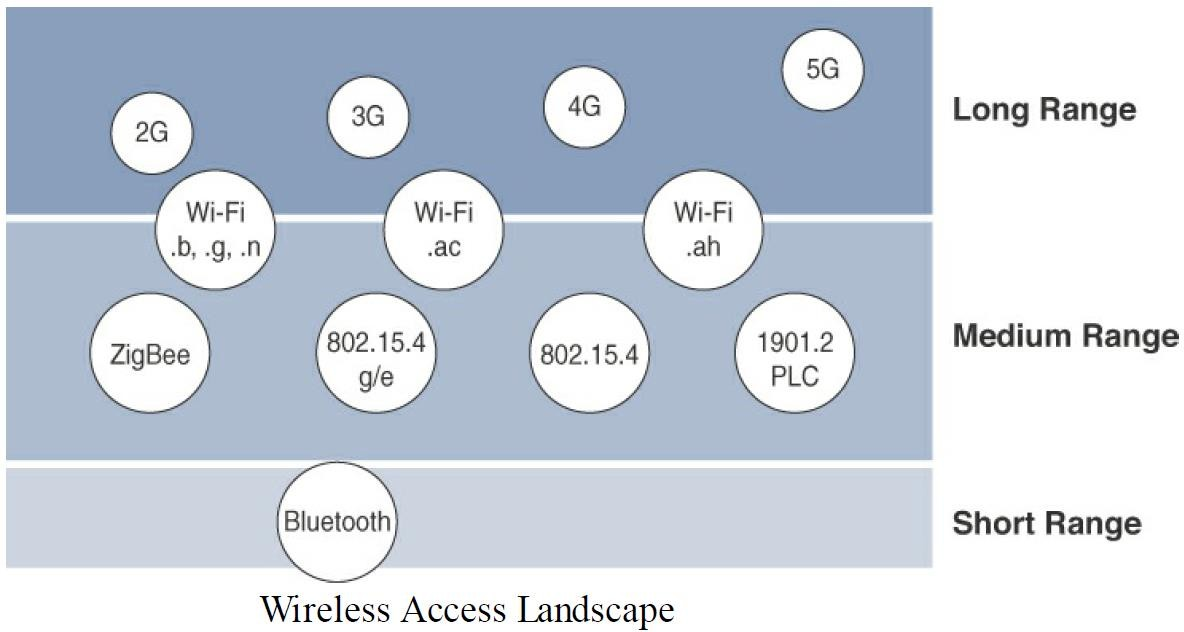 5G
4G
3G
2G
Long Range
Wi-Fi
.b, .g, .n
Wi-Fi
.ac
Wi-Fi
.ah
Medium Range
ZigBee
802.15.4
g/e
802.15.4
1901.2
PLC
Bluetooth
Short Range
Wireless Access Landscape